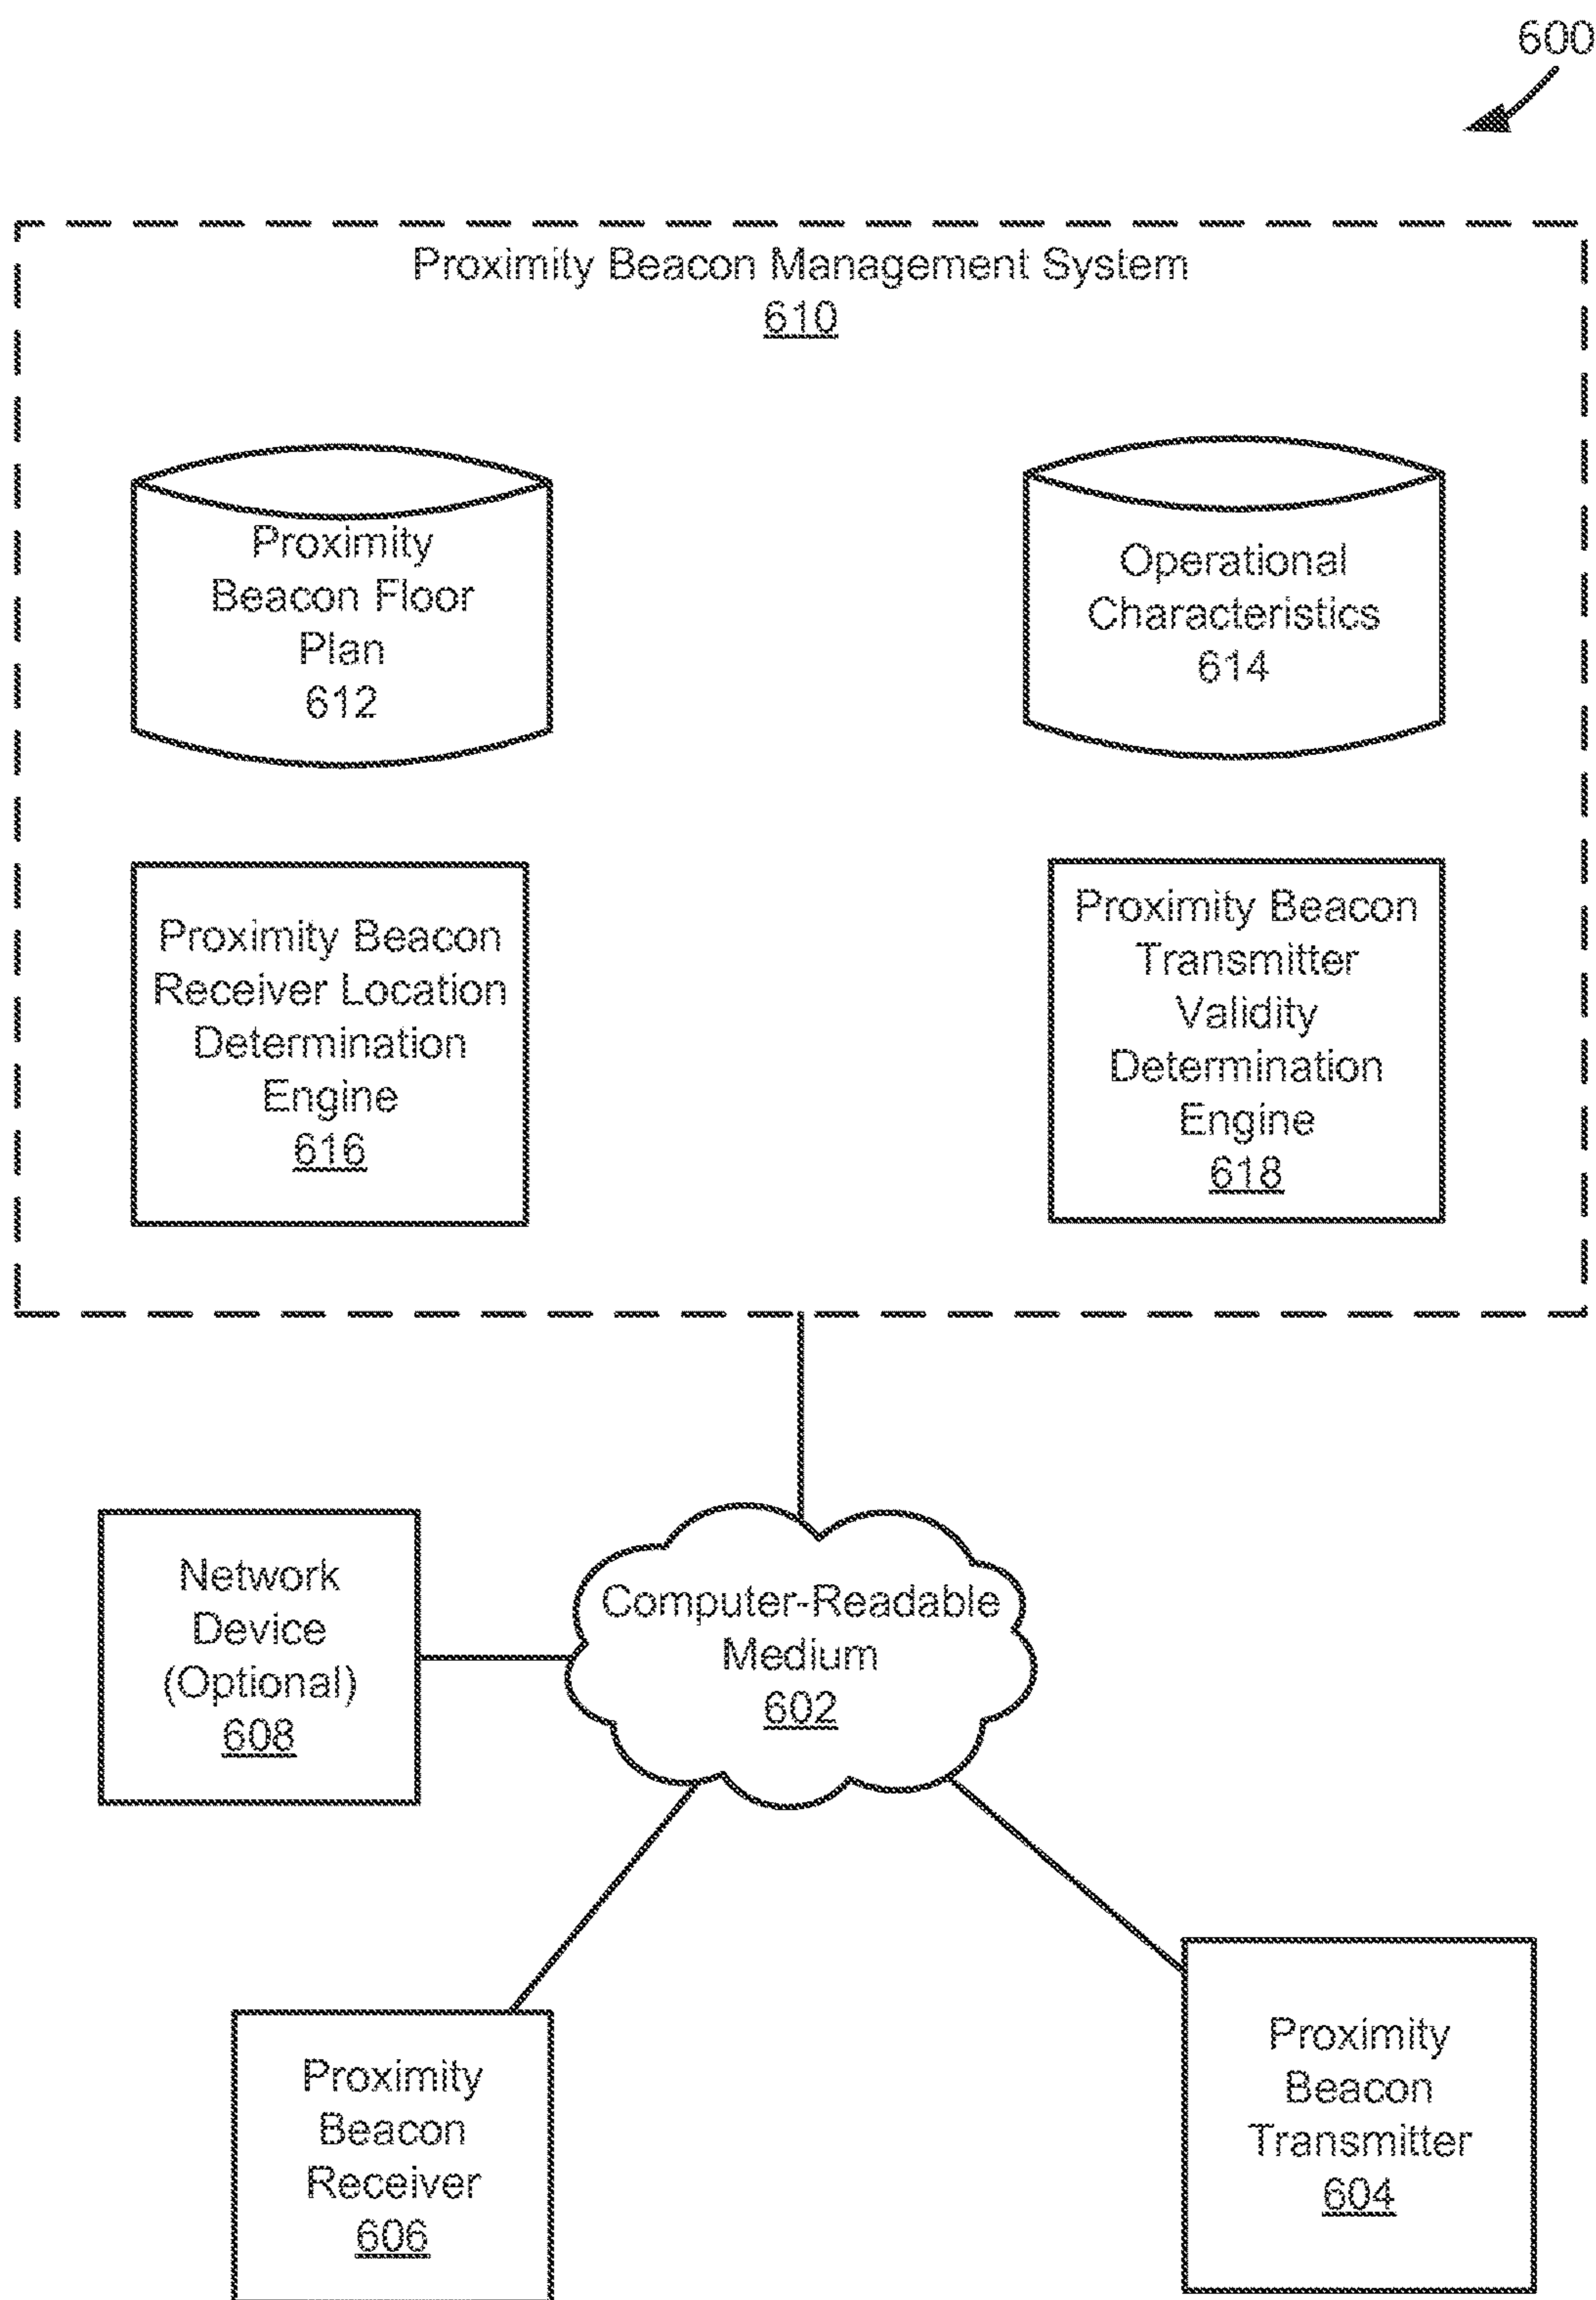 600
Proximity Beacon Management System
610
Proximity
Beacon Floor
Plan
612
Operational
Characteristics
614
Proximity Beacon
Receiver Location
Determination
Engine
616
Proximity Beacon
Transmitter
Validity
Determination
Engine
618
Network
Device
(Optional)
608
Computer-Readable
Medium
602
Proximity
Beacon
Receiver
606
Proximity
Beacon
Transmitter
604